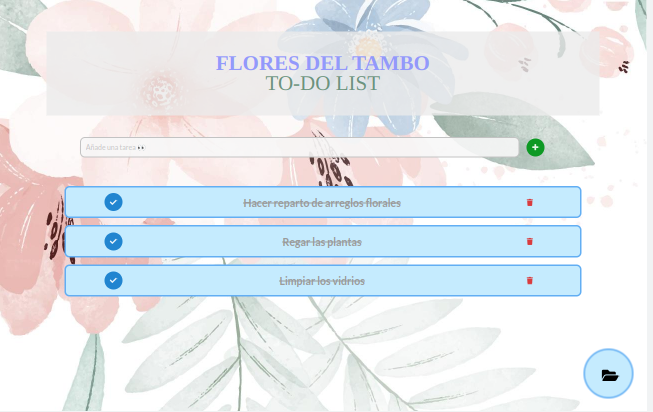 FLORES DEL TAMBO
TO-DO LIST
Añade una tarea 👀
Hacer reparto de arreglos florales
Regar las plantas
Limpiar los vidrios